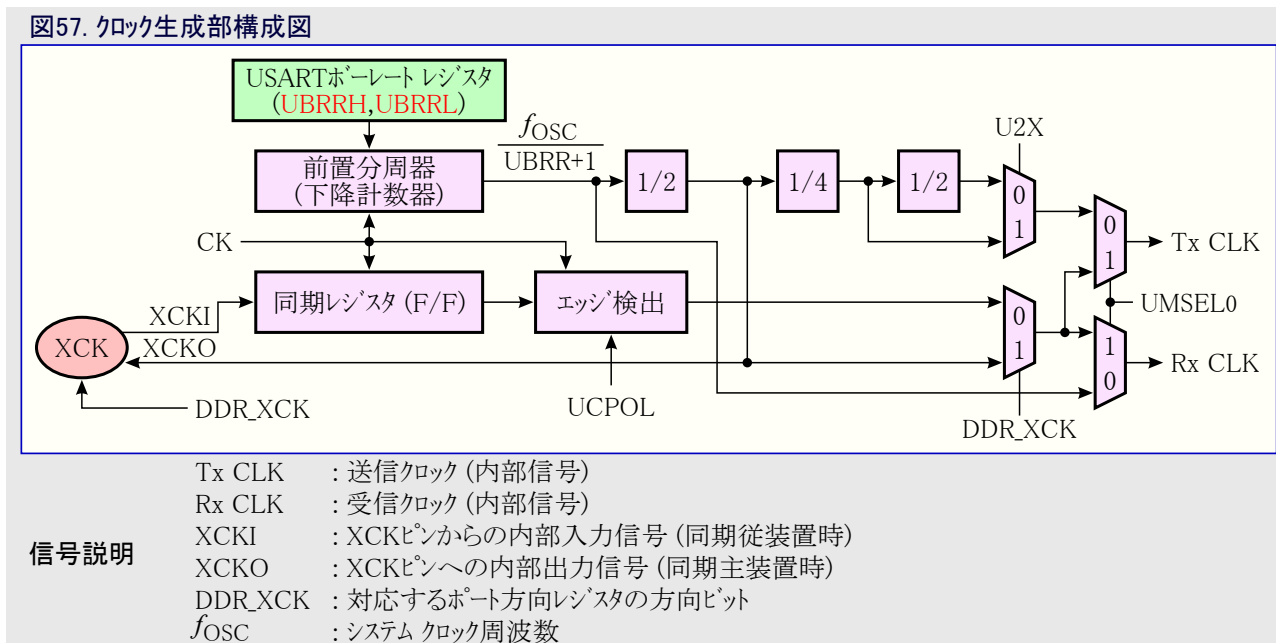 図57. クロック生成部構成図
USARTボーレート レジスタ
(UBRRH,UBRRL)
fOSC
UBRR+1
U2X
前置分周器
(下降計数器)
1/2
1/4
1/2
0
1
CK
0
1
Tx CLK
同期レジスタ (F/F)
エッジ検出
XCKI
0
1
UMSEL0
XCK
XCKO
1
0
Rx CLK
DDR_XCK
UCPOL
DDR_XCK
信号説明
Tx CLK : 送信クロック (内部信号)
Rx CLK : 受信クロック (内部信号)
XCKI : XCKピンからの内部入力信号 (同期従装置時)
XCKO : XCKピンへの内部出力信号 (同期主装置時)
DDR_XCK : 対応するポート方向レジスタの方向ビット
fOSC : システム クロック周波数